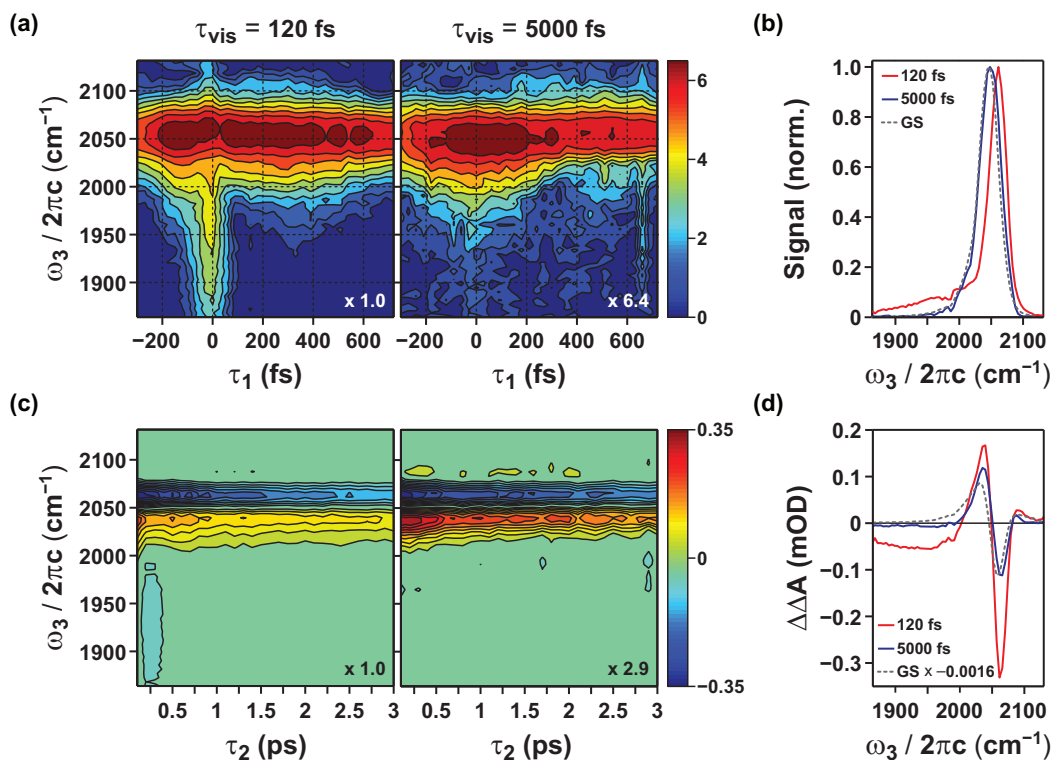 (a)
τvis = 120 fs
τvis = 5000 fs
(b)
ω3 / 2πc (cm−1)
2100
2050
2000
1950
1900
x 1.0
x 6.4
6
4
2
0
−200 0 200 400 600
−200 0 200 400 600
τ1 (fs)
τ1 (fs)
Signal (norm.)
1.0
0.8
0.6
0.4
0.2
0
120 fs
5000 fs
GS
1900 2000 2100
ω3 / 2πc (cm−1)
(c)
(d)
ω3 / 2πc (cm−1)
2100
2050
2000
1950
1900
x 1.0
x 2.9
0.35
0
−0.35
0.5 1 1.5 2 2.5 3
0.5 1 1.5 2 2.5 3
τ2 (ps)
τ2 (ps)
ΔΔA (mOD)
0.2
0.1
0
−0.1
−0.2
−0.3
120 fs
5000 fs
GS x −0.0016
1900 2000 2100
ω3 / 2πc (cm−1)